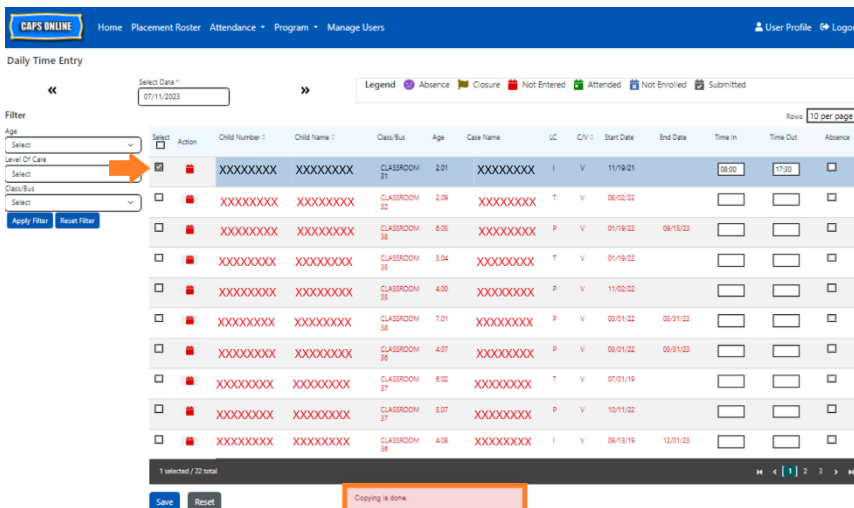 CAPS ONLINE Home Placement Roster Attendance Program Manage Users User Profile Logou
Daily Time Entry
« Select Date * » Legend Absence Closure Not Entered Attended Not Enrolled Submitted
07/11/2023
Filter Rows 10 per page
Age
Select
Level Of Care
Select
Class/Bus
Select
Apply Filter Reset Filter
Select Action Child Number Child Name Class/Bus Age Case Name LC C/V Start Date End Date Time In Time Out Absence
XXXXXXXX XXXXXXXX CLASSROOM 31 2.01 XXXXXXXX I V 11/19/21 08:00 17:30
XXXXXXXX XXXXXXXX CLASSROOM 32 2.09 XXXXXXXX T V 08/02/22
XXXXXXXX XXXXXXXX CLASSROOM 38 6.05 XXXXXXXX P V 01/19/22 09/15/23
XXXXXXXX XXXXXXXX CLASSROOM 35 3.04 XXXXXXXX T V 01/19/22
XXXXXXXX XXXXXXXX CLASSROOM 35 4.00 XXXXXXXX P V 11/02/22
XXXXXXXX XXXXXXXX CLASSROOM 38 7.01 XXXXXXXX P V 03/01/22 03/31/23
XXXXXXXX XXXXXXXX CLASSROOM 36 4.07 XXXXXXXX P V 03/01/22 03/31/23
XXXXXXXX XXXXXXXX CLASSROOM 37 6.02 XXXXXXXX T V 07/01/19
XXXXXXXX XXXXXXXX CLASSROOM 37 5.07 XXXXXXXX P V 10/11/22
XXXXXXXX XXXXXXXX CLASSROOM 36 4.08 XXXXXXXX I V 09/13/19 12/01/23
1 selected / 22 total 1 2 3
Save Reset Copying is done.